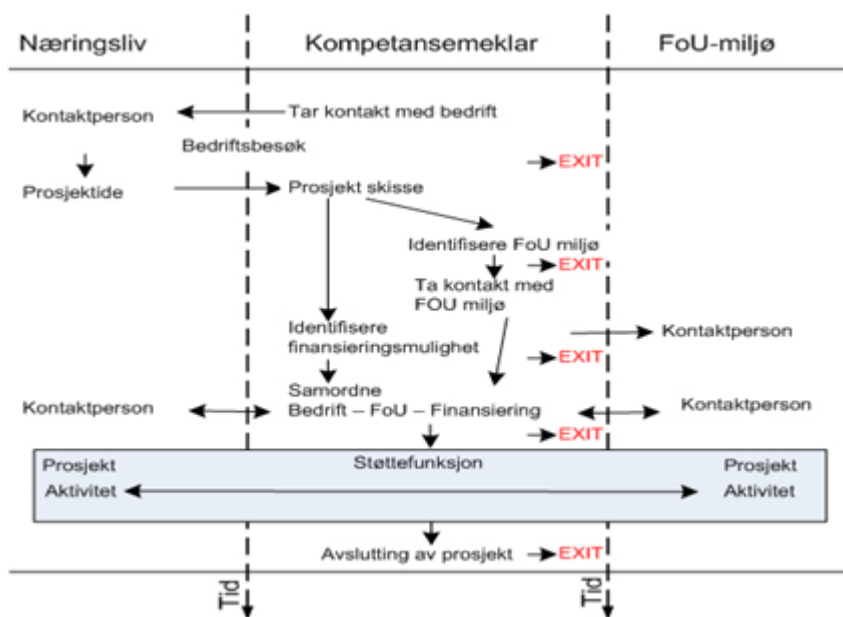 Næringsliv
Kompetansemeklar
FoU-miljø
Kontaktperson
Tar kontakt med bedrift
Bedriftsbesøk
EXIT
Prosjektide
Prosjekt skisse
Identifisere FoU miljø
EXIT
Ta kontakt med
FOU miljø
Identifisere
finansieringsmulighet
Kontaktperson
EXIT
Samordne
Kontaktperson
Bedrift – FoU – Finansiering
Kontaktperson
EXIT
Prosjekt
Støttefunksjon
Prosjekt
Aktivitet
Aktivitet
Avslutting av prosjekt
EXIT
Tid
Tid